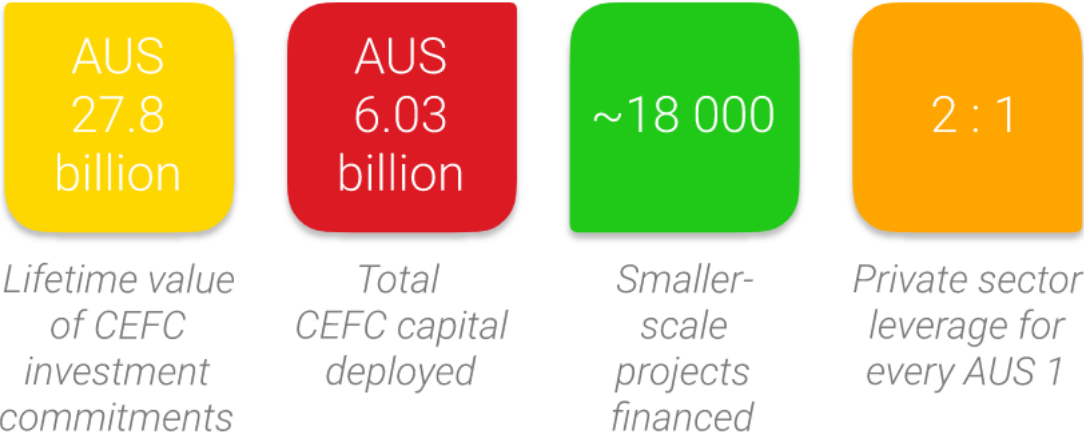 AUS
27.8
billion
Lifetime value
of CEFC
investment
commitments
AUS
6.03
billion
Total
CEFC capital
deployed
~18 000
Smaller-
scale
projects
financed
2 : 1
Private sector
leverage for
every AUS 1